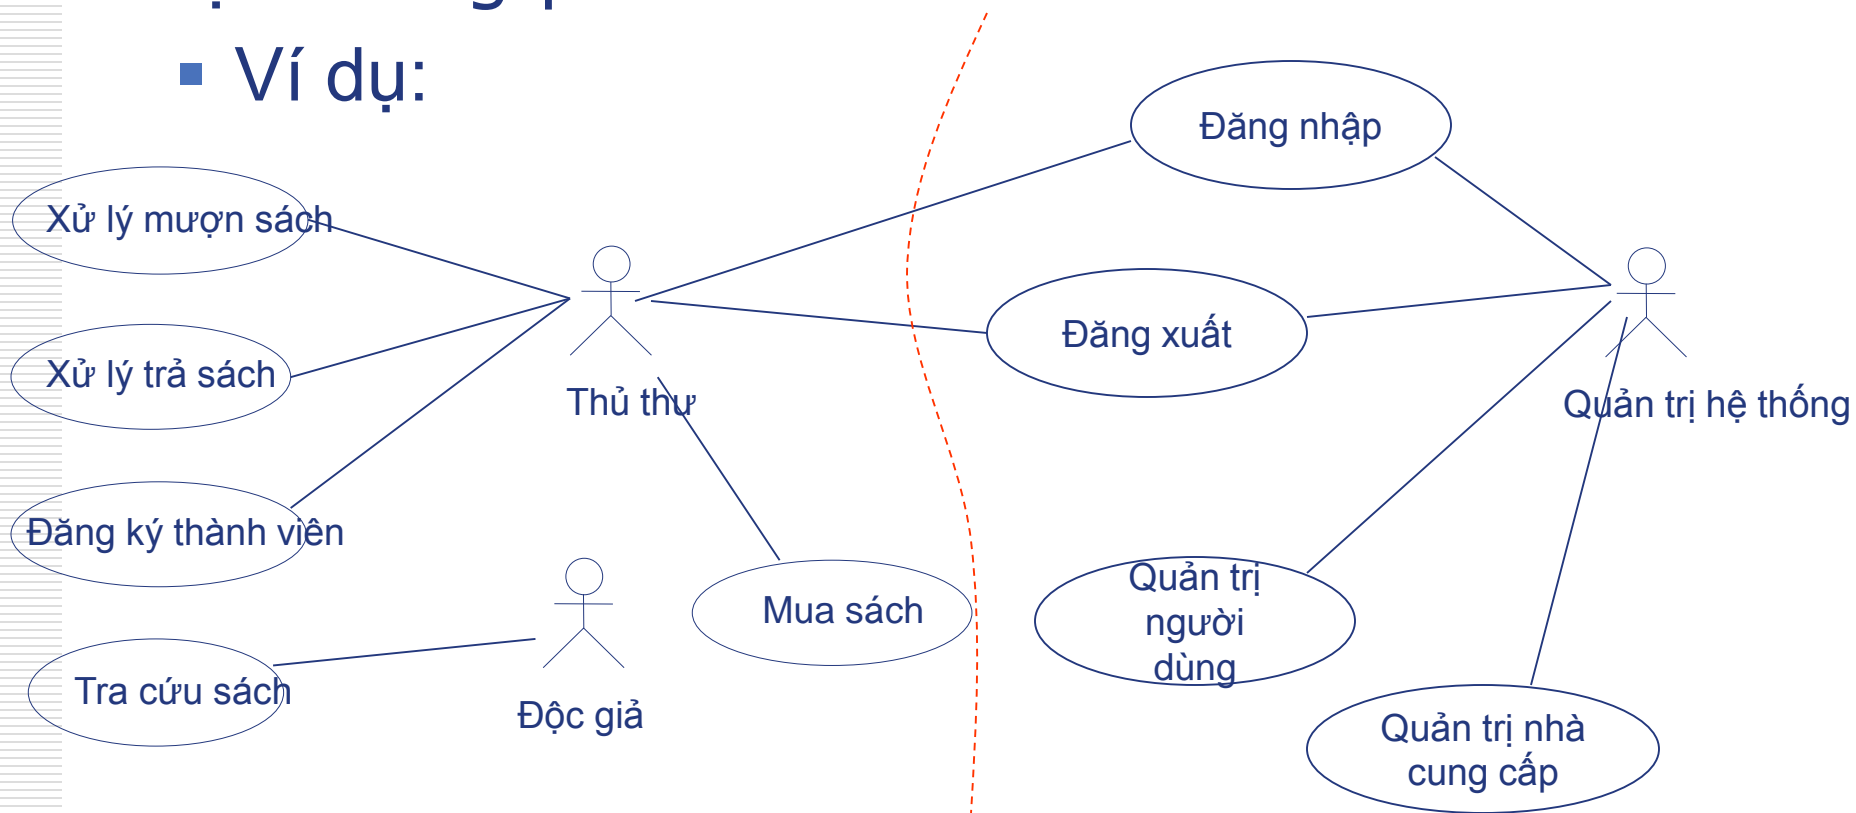 Ví dụ:
Đăng nhập
Xử lý mượn sách
Đăng xuất
Xử lý trả sách
Thủ thư
Quản trị hệ thống
Đăng ký thành viên
Quản trị
người
dùng
Mua sách
Tra cứu sách
Độc giả
Quản trị nhà
cung cấp